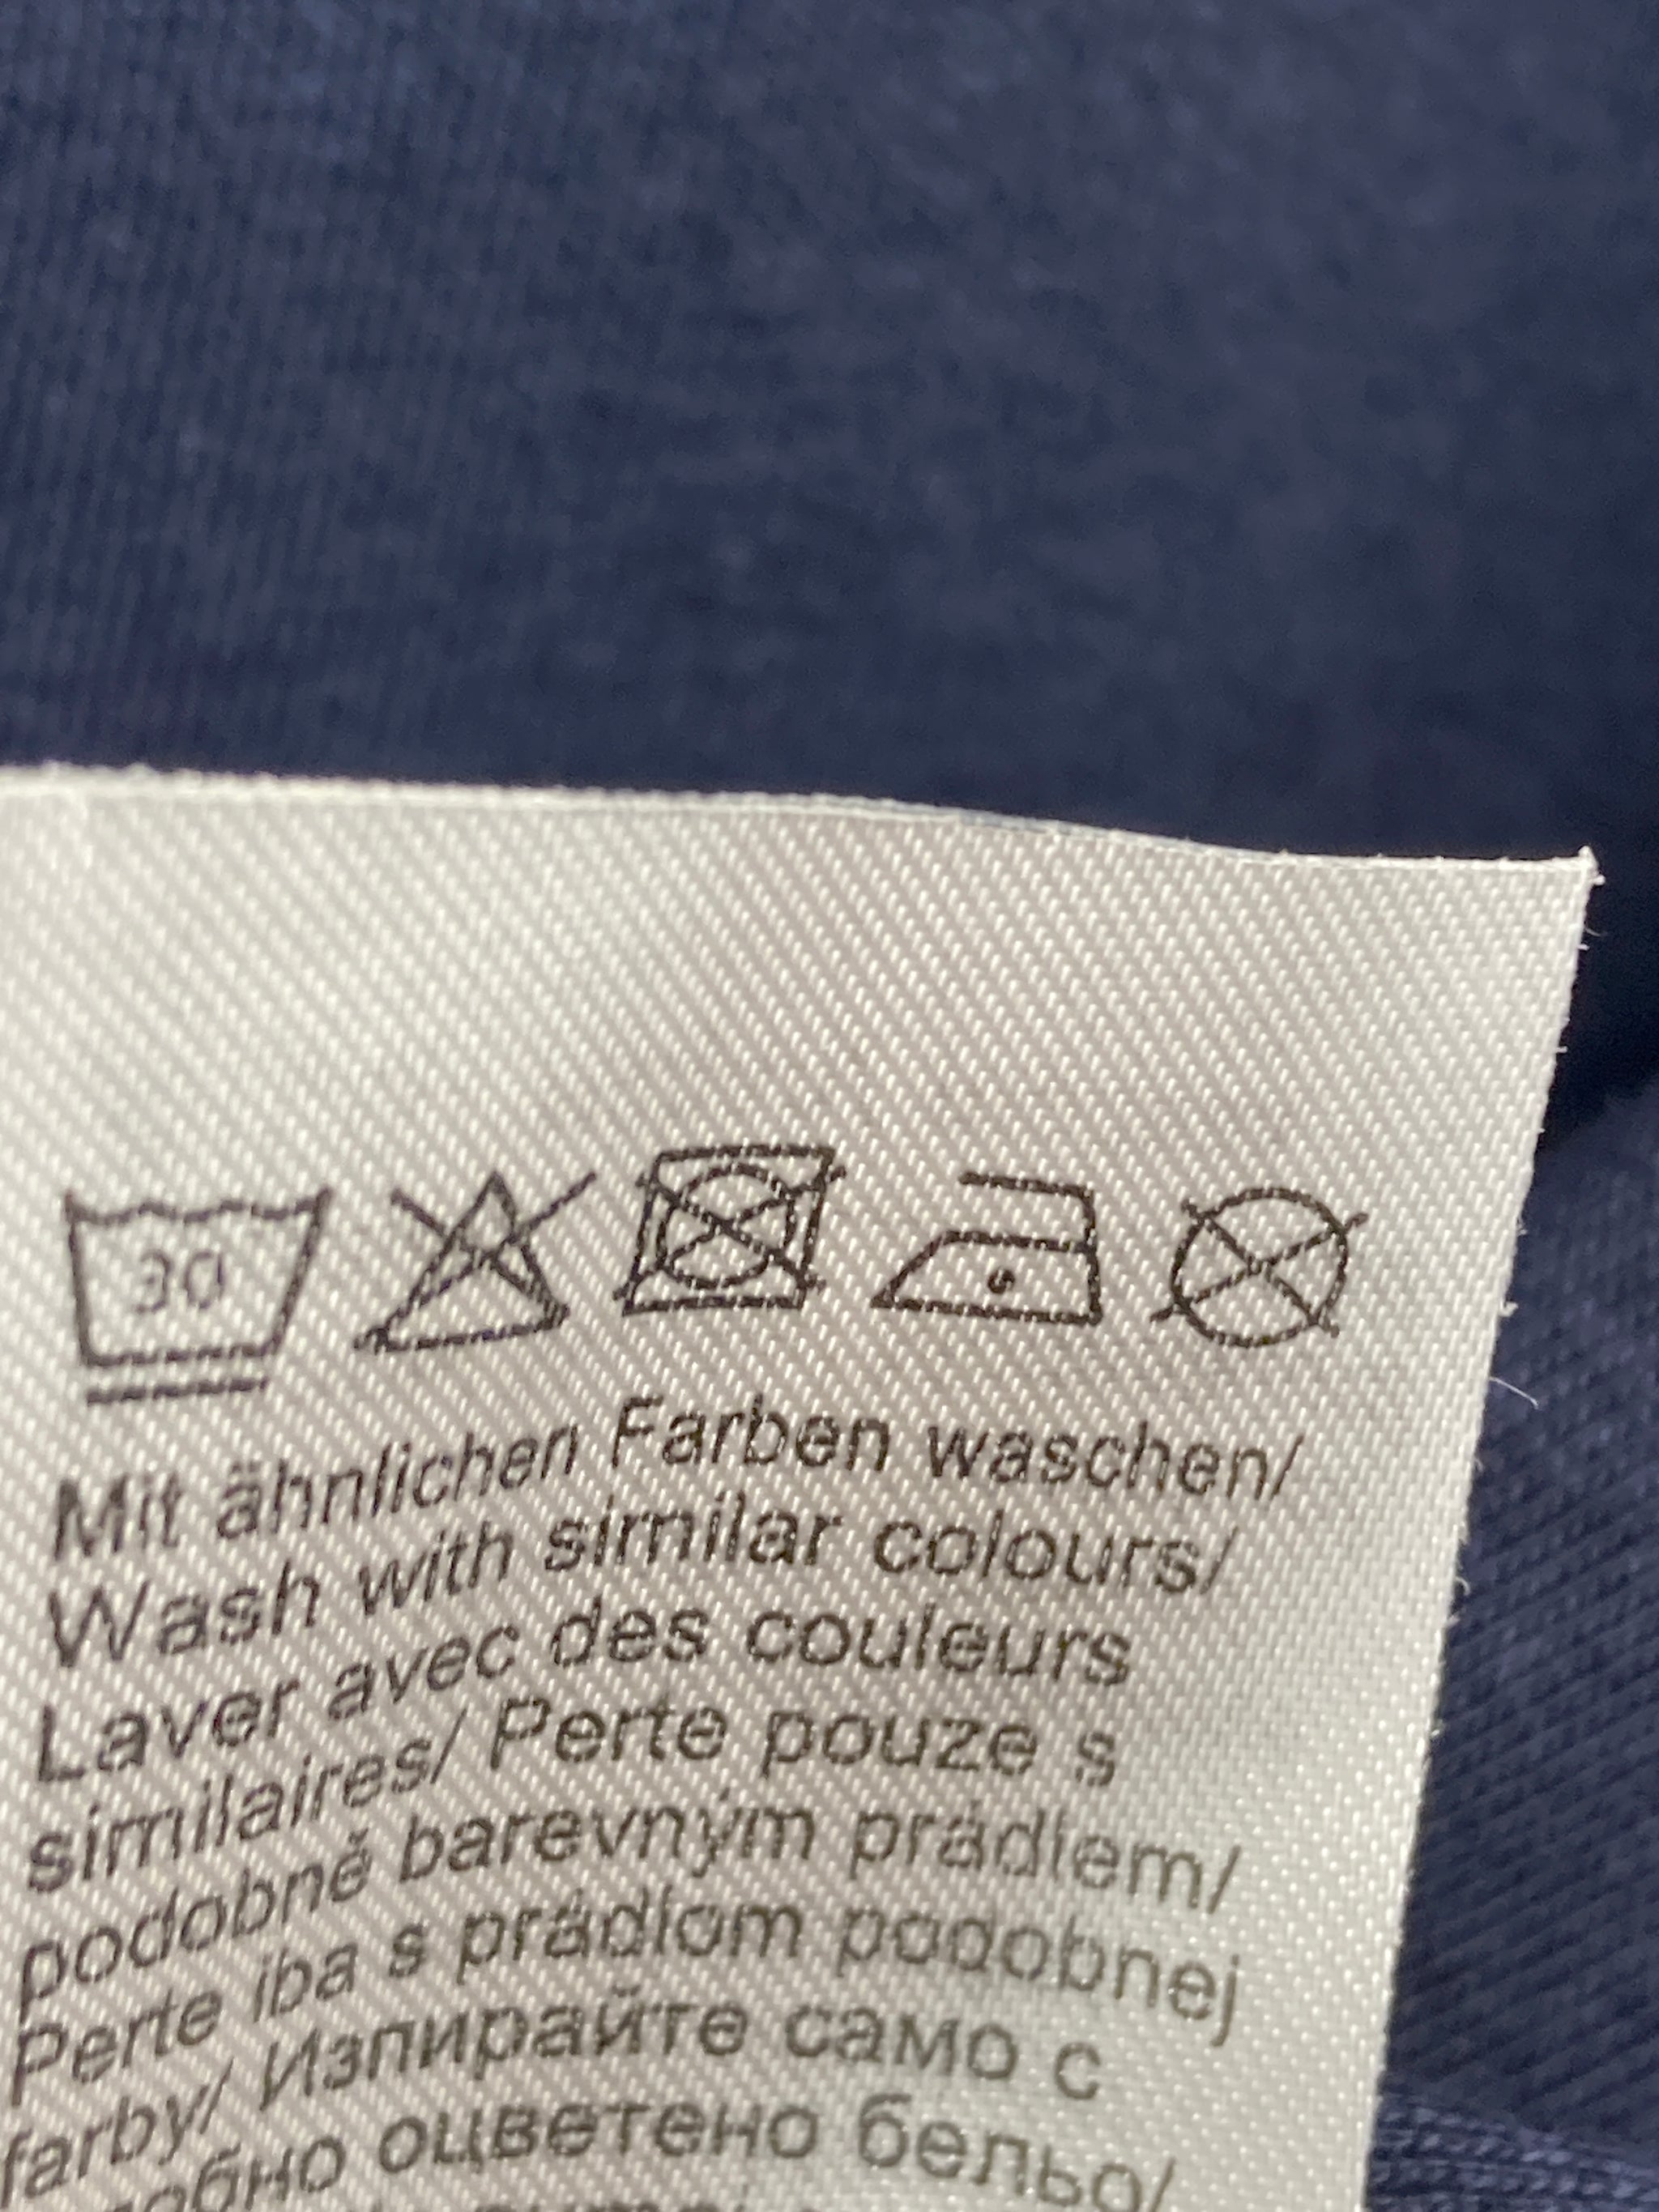 30
Mit ähnlichen Farben waschen/
Wash with similar colours/
Laver avec des couleurs
similaires/ Perte pouze s
podobně barevným prádlem/
Perte iba s prádlom podobnej
farby/ Изпирайте само с
оцветено бельо/